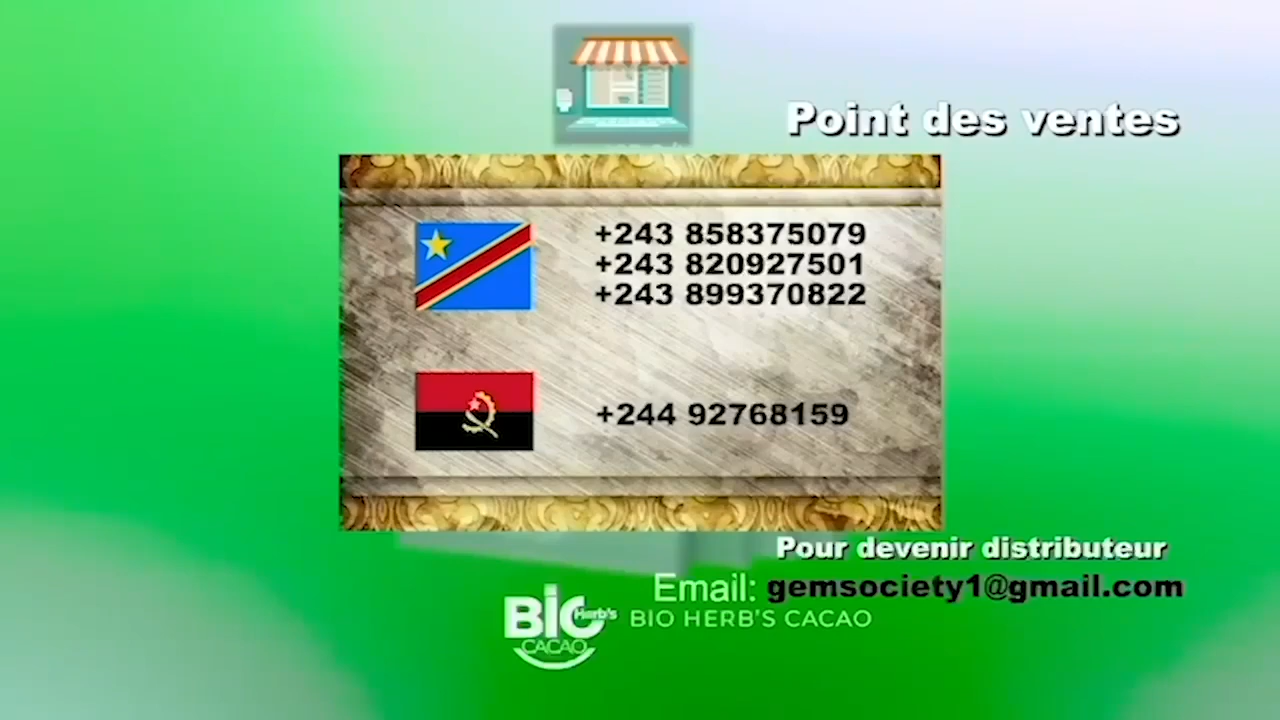 Point des ventes
+243 858375079
+243 820927501
+243 899370822
+244 92768159
Pour devenir distributeur
Email: gemsociety1@gmail.com
BIO Herb's
CACAO
BIO HERB'S CACAO